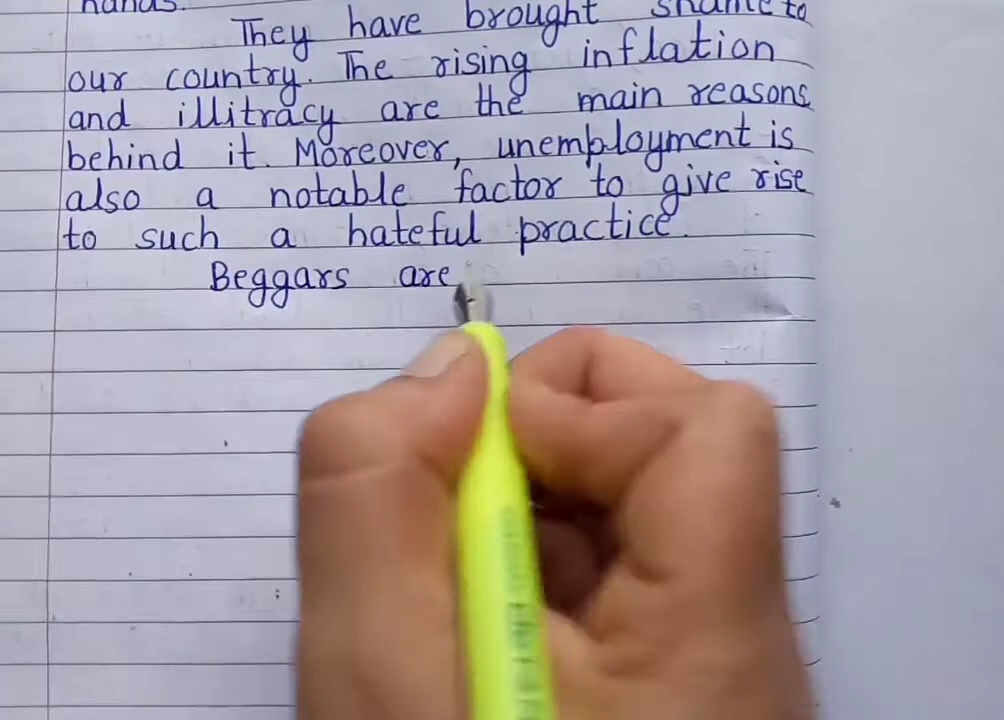 hands.
They have brought shame to
our country. The rising inflation
and illitracy are the main reasons
behind it. Moreover, unemployment is
also a notable factor to give rise
to such a hateful practice.
Beggars are